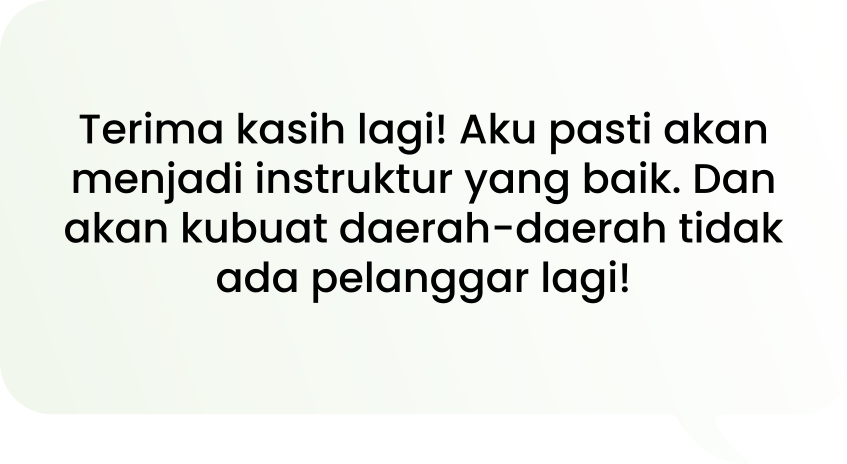 Terima kasih lagi! Aku pasti akan
menjadi instruktur yang baik. Dan
akan kubuat daerah-daerah tidak
ada pelanggar lagi!